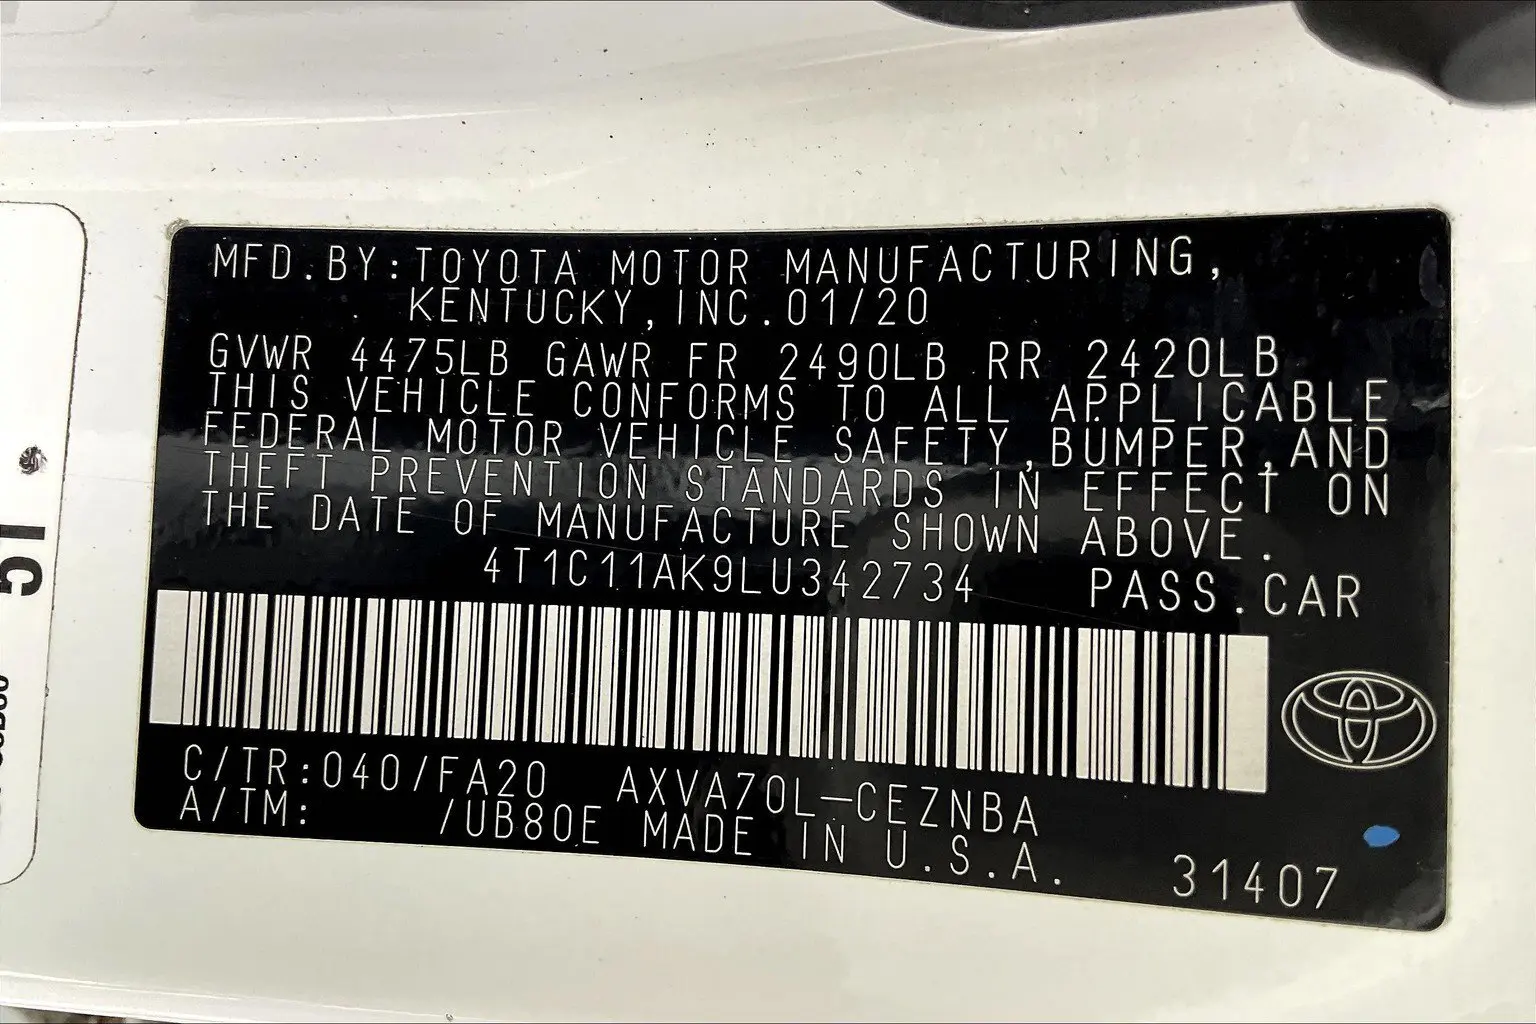 MFD.BY:TOYOTA MOTOR MANUFACTURING,
KENTUCKY,INC.01/20
GVWR 4475LB GAWR FR 2490LB RR 2420LB
THIS VEHICLE CONFORMS TO ALL APPLICABLE
FEDERAL MOTOR VEHICLE SAFETY,BUMPER,AND
THEFT PREVENTION STANDARDS IN EFFECT ON
THE DATE OF MANUFACTURE SHOWN ABOVE.
4T1C11AK9LU342734 PASS.CAR
C/TR:040/FA20 AXVA70L-CEZNBA
A/TM: /UB80E MADE IN U.S.A.
31407